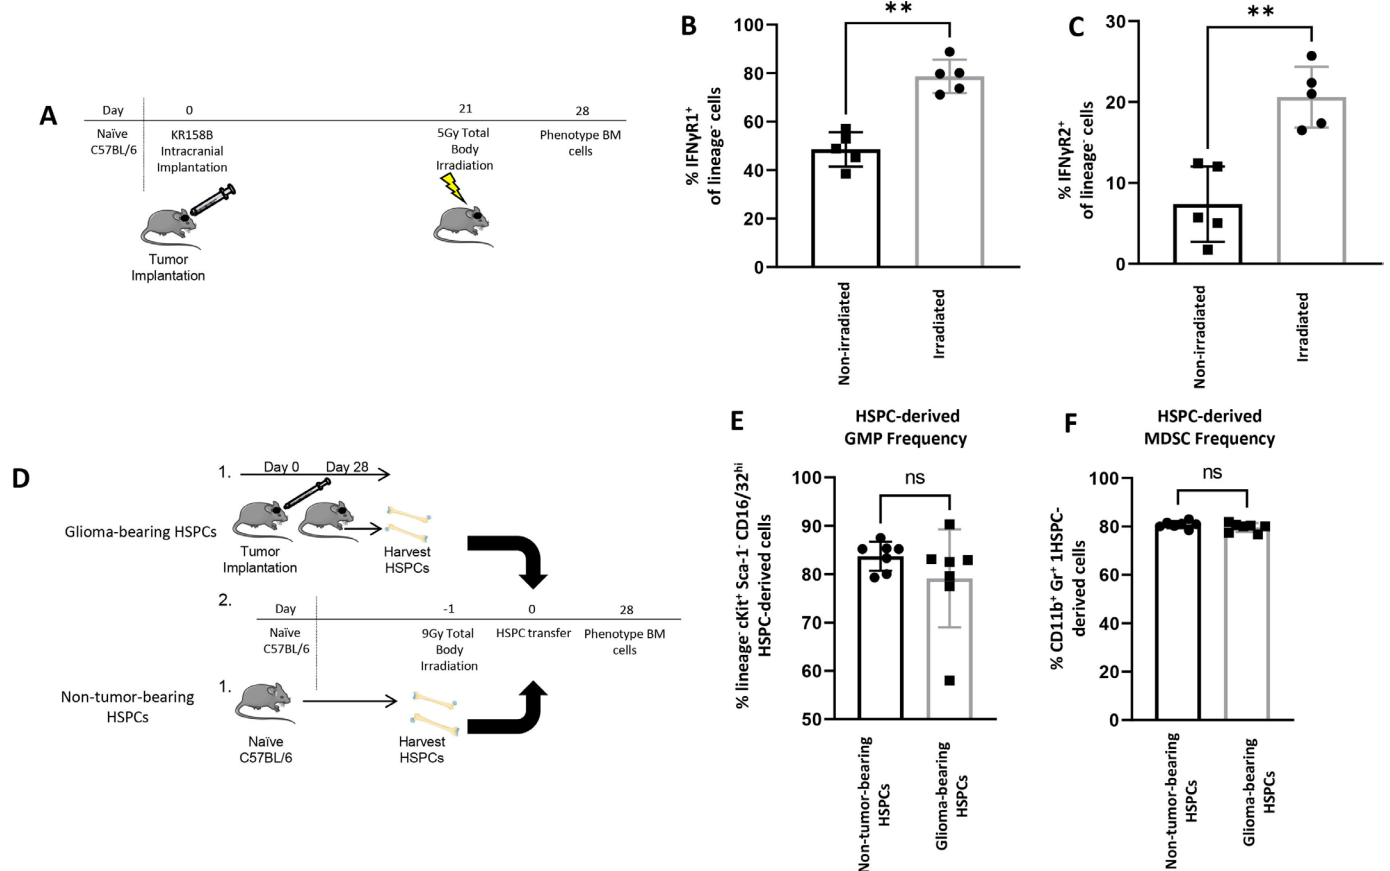 A
Day 0 21 28
Naïve
C57BL/6
KR158B
Intracranial
Implantation
5Gy Total
Body
Irradiation
Phenotype BM
cells
Tumor
Implantation
B
% IFNγR1⁺
of lineage⁻ cells
100
80
60
40
20
0
**
Non-irradiated
Irradiated
C
% IFNγR2⁺
of lineage⁻ cells
30
20
10
0
**
Non-irradiated
Irradiated
D
1.
Day 0 Day 28
Glioma-bearing HSPCs
Tumor
Implantation
Harvest
HSPCs
2.
Day -1 0 28
Naïve
C57BL/6
9Gy Total
Body
Irradiation
HSPC transfer
Phenotype BM
cells
1.
Non-tumor-bearing
HSPCs
Naïve
C57BL/6
Harvest
HSPCs
E
HSPC-derived
GMP Frequency
% lineage⁻ cKit⁺ Sca-1⁻ CD16/32ʰⁱ
HSPC-derived cells
100
90
80
70
60
50
ns
Non-tumor-bearing
HSPCs
Glioma-bearing
HSPCs
F
HSPC-derived
MDSC Frequency
% CD11b⁺ Gr⁺ 1HSPC-
derived cells
100
80
60
40
20
0
ns
Non-tumor-bearing
HSPCs
Glioma-bearing
HSPCs